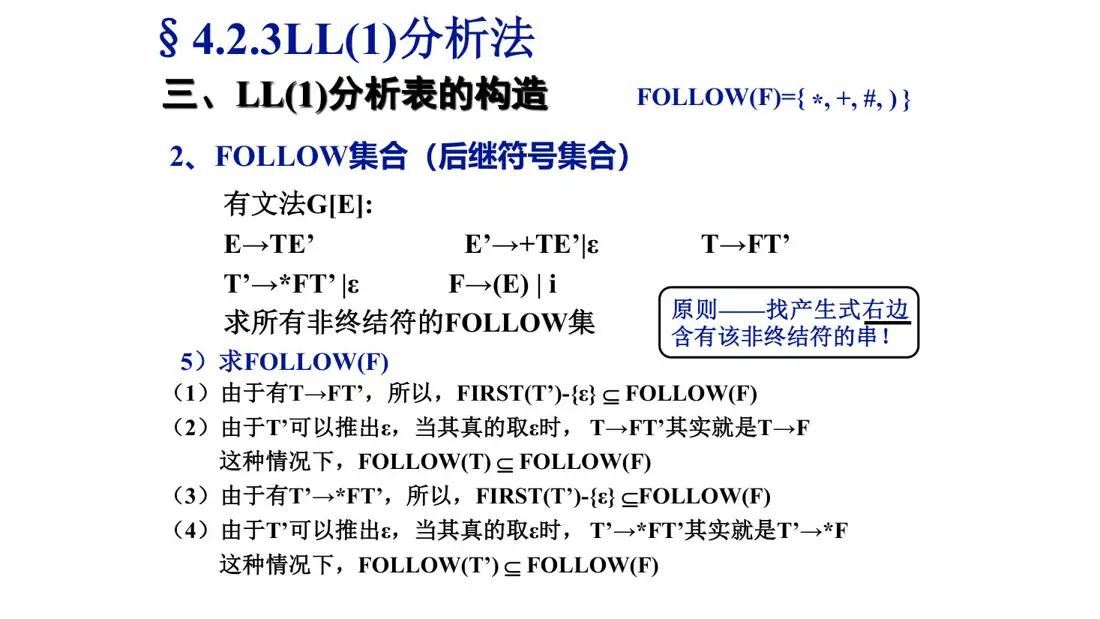 §4.2.3LL(1)分析法
三、LL(1)分析表的构造
FOLLOW(F)={ *, +, #, ) }
2、FOLLOW集合（后继符号集合）
有文法G[E]:
E→TE’ E’→+TE’|ε T→FT’
T’→*FT’ |ε F→(E) | i
求所有非终结符的FOLLOW集
原则——找产生式右边
含有该非终结符的串！
5）求FOLLOW(F)
（1）由于有T→FT’，所以，FIRST(T’)-{ε} ⊆ FOLLOW(F)
（2）由于T’可以推出ε，当其真的取ε时， T→FT’其实就是T→F
这种情况下，FOLLOW(T) ⊆ FOLLOW(F)
（3）由于有T’→*FT’，所以，FIRST(T’)-{ε} ⊆FOLLOW(F)
（4）由于T’可以推出ε，当其真的取ε时， T’→*FT’其实就是T’→*F
这种情况下，FOLLOW(T’) ⊆ FOLLOW(F)